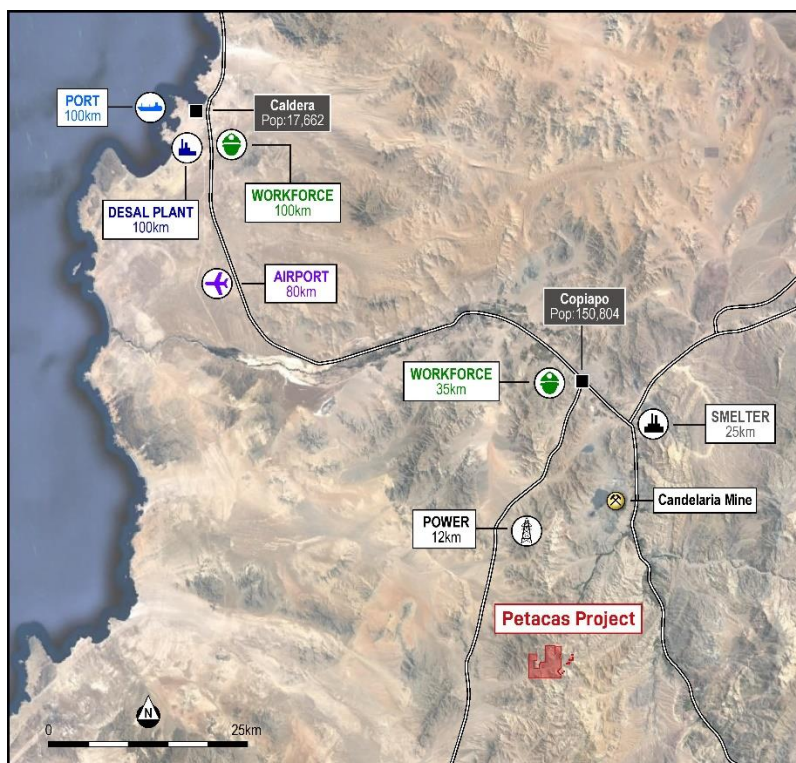 PORT
100km
Caldera
Pop:17,662
DESAL PLANT
100km
WORKFORCE
100km
AIRPORT
80km
Copiapo
Pop:150,804
WORKFORCE
35km
SMELTER
25km
Candelaria Mine
POWER
12km
Petacas Project
N
0 25km